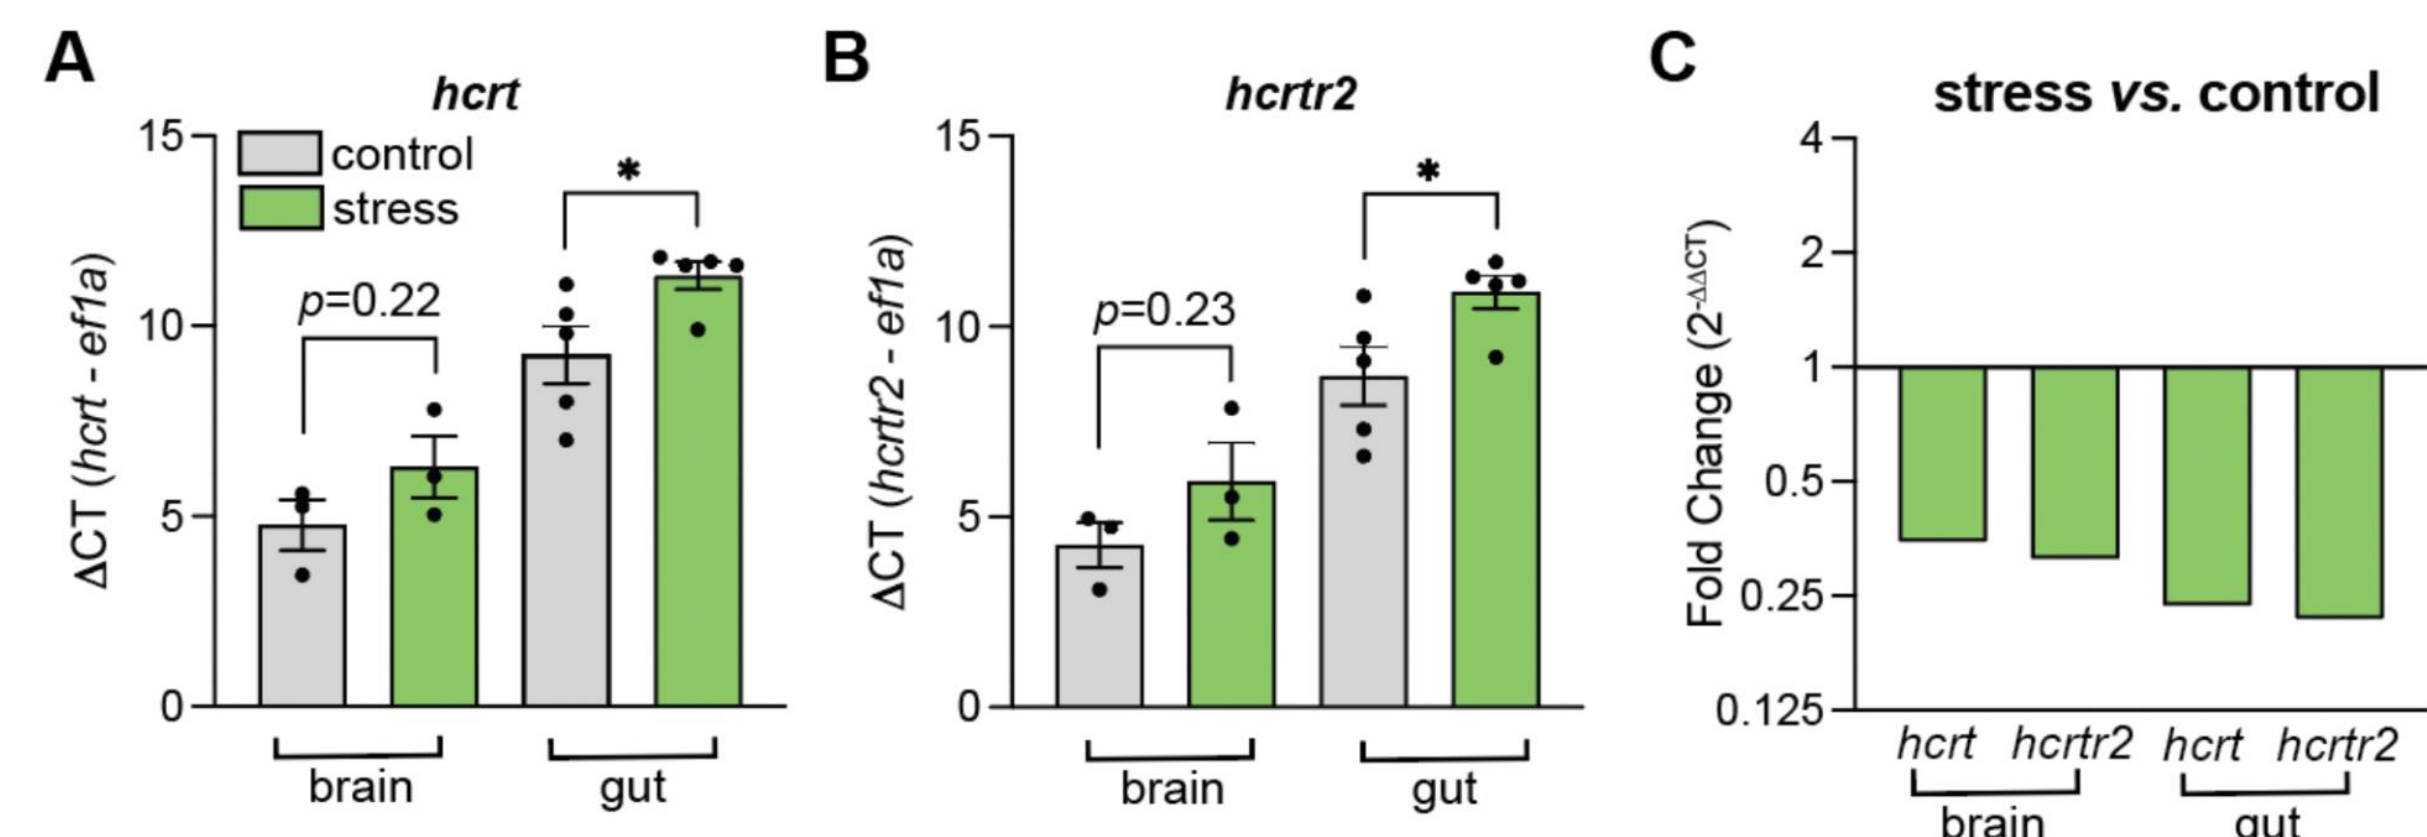 A
hcrt
15
10
5
0
ΔCT (hcrt - ef1a)
control
stress
p=0.22
*
brain
gut
B
hcrtr2
15
10
5
0
ΔCT (hcrtr2 - ef1a)
p=0.23
*
brain
gut
C
stress vs. control
4
2
1
0.5
0.25
0.125
Fold Change (2-ΔΔCT)
hcrt hcrtr2 hcrt hcrtr2
brain
gut